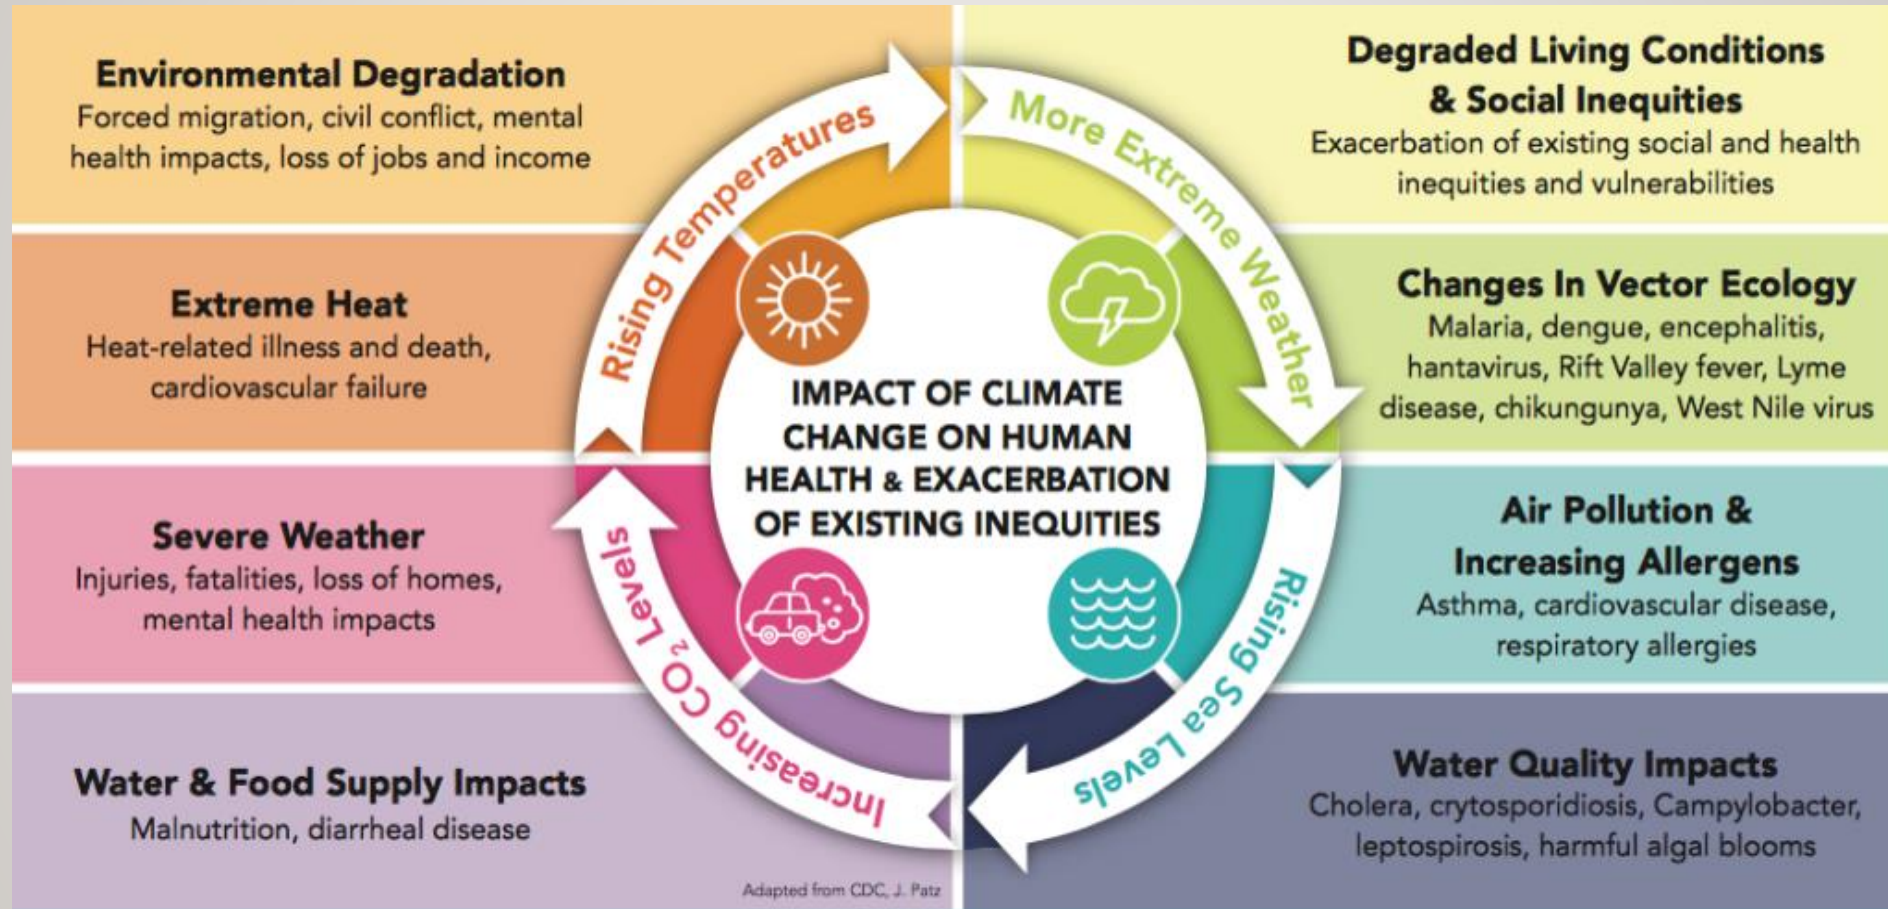 Environmental Degradation
Forced migration, civil conflict, mental
health impacts, loss of jobs and income
Extreme Heat
Heat-related illness and death,
cardiovascular failure
Severe Weather
Injuries, fatalities, loss of homes,
mental health impacts
Water & Food Supply Impacts
Malnutrition, diarrheal disease
Adapted from CDC, J. Patz
Rising Temperatures
More Extreme Weather
Rising Sea Levels
Increasing CO₂ Levels
IMPACT OF CLIMATE
CHANGE ON HUMAN
HEALTH & EXACERBATION
OF EXISTING INEQUITIES
Degraded Living Conditions
& Social Inequities
Exacerbation of existing social and health
inequities and vulnerabilities
Changes In Vector Ecology
Malaria, dengue, encephalitis,
hantavirus, Rift Valley fever, Lyme
disease, chikungunya, West Nile virus
Air Pollution &
Increasing Allergens
Asthma, cardiovascular disease,
respiratory allergies
Water Quality Impacts
Cholera, crytosporidiosis, Campylobacter,
leptospirosis, harmful algal blooms